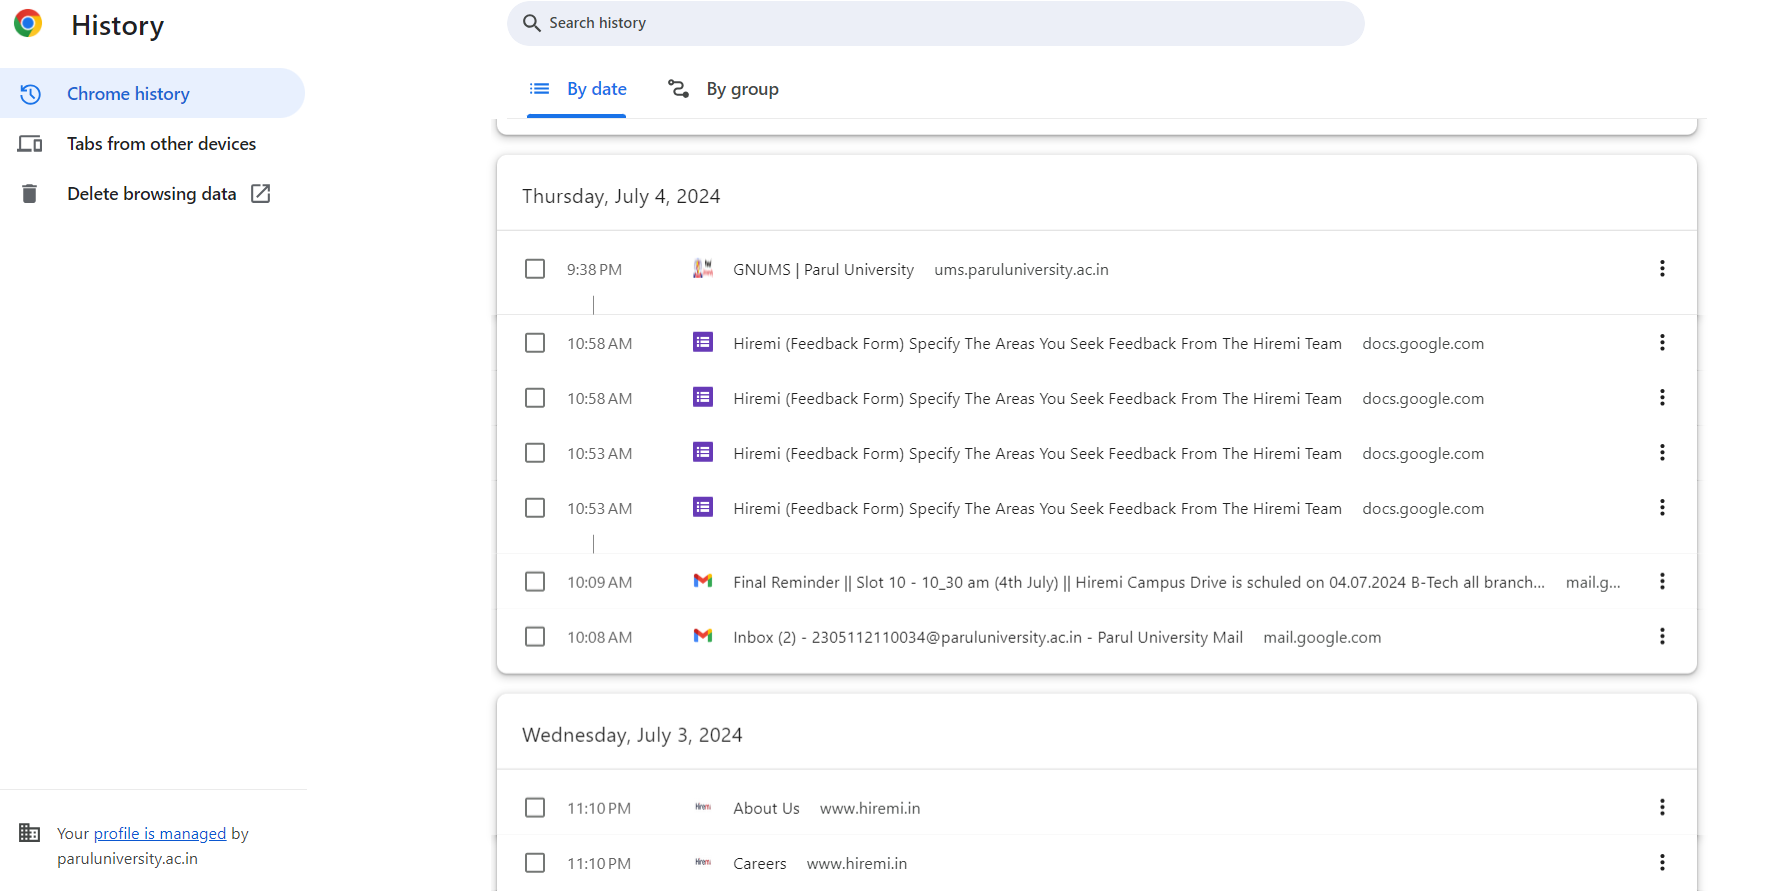 History
Search history
Chrome history
Tabs from other devices
Delete browsing data
By date
By group
Thursday, July 4, 2024
9:38 PM GNUMS | Parul University ums.paruluniversity.ac.in
10:58 AM Hiremi (Feedback Form) Specify The Areas You Seek Feedback From The Hiremi Team docs.google.com
10:58 AM Hiremi (Feedback Form) Specify The Areas You Seek Feedback From The Hiremi Team docs.google.com
10:53 AM Hiremi (Feedback Form) Specify The Areas You Seek Feedback From The Hiremi Team docs.google.com
10:53 AM Hiremi (Feedback Form) Specify The Areas You Seek Feedback From The Hiremi Team docs.google.com
10:09 AM Final Reminder || Slot 10 - 10_30 am (4th July) || Hiremi Campus Drive is schuled on 04.07.2024 B-Tech all branch... mail.g...
10:08 AM Inbox (2) - 2305112110034@paruluniversity.ac.in - Parul University Mail mail.google.com
Wednesday, July 3, 2024
11:10 PM Hiremi About Us www.hiremi.in
11:10 PM Hiremi Careers www.hiremi.in
Your profile is managed by
paruluniversity.ac.in